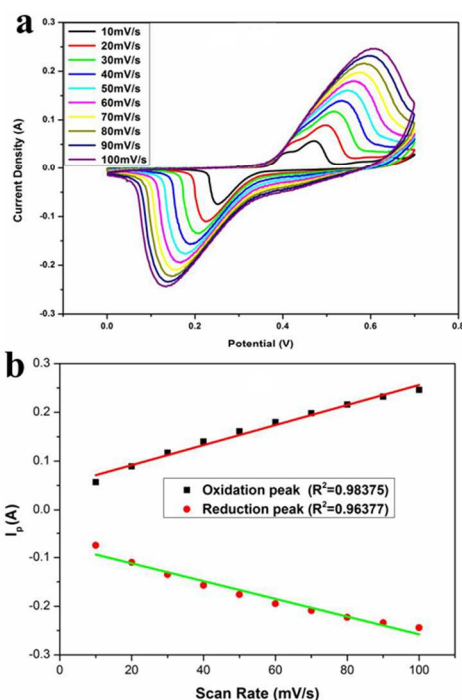 a
10mV/s
20mV/s
30mV/s
40mV/s
50mV/s
60mV/s
70mV/s
80mV/s
90mV/s
100mV/s
Current Density (A)
0.3
0.2
0.1
0.0
-0.1
-0.2
-0.3
0.0 0.2 0.4 0.6 0.8
Potential (V)
b
Ip(A)
0.3
0.2
0.1
0.0
-0.1
-0.2
-0.3
Oxidation peak (R²=0.98375)
Reduction peak (R²=0.96377)
0 20 40 60 80 100
Scan Rate (mV/s)